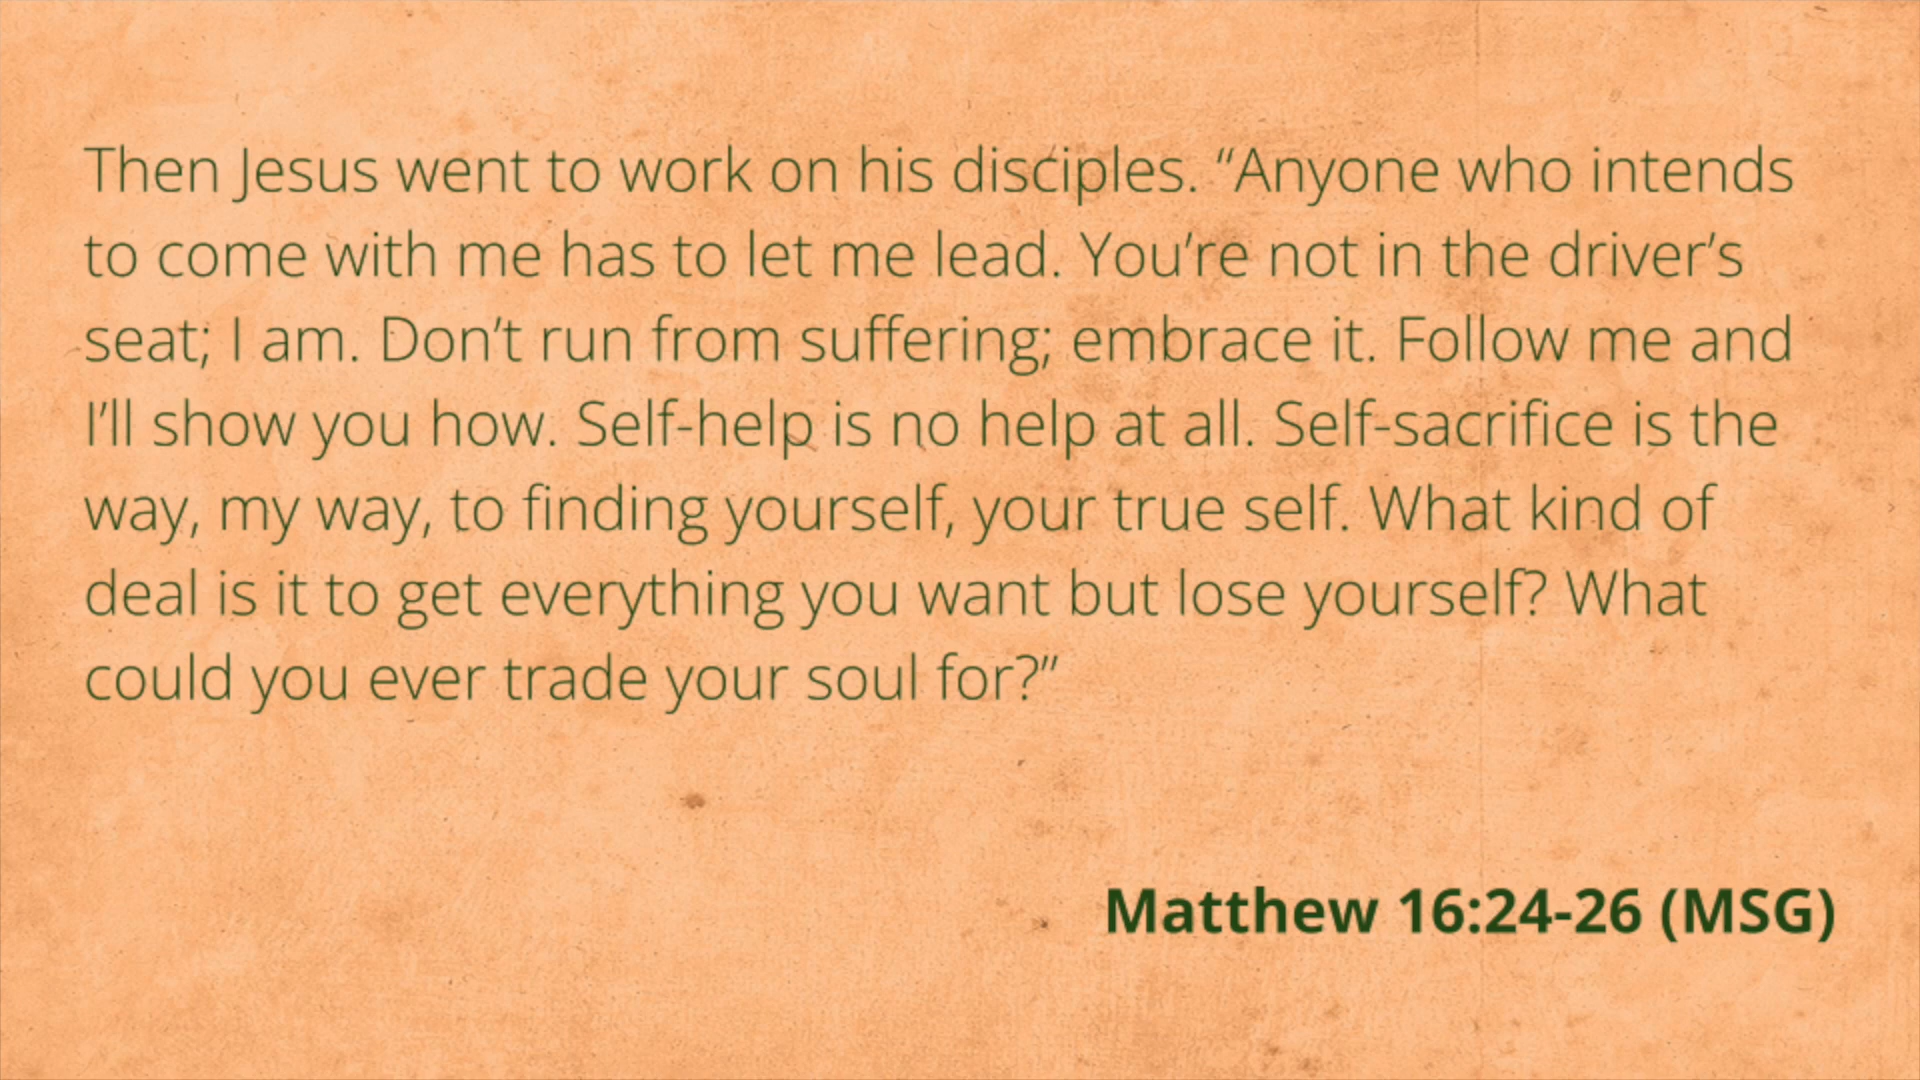 Then Jesus went to work on his disciples. “Anyone who intends
to come with me has to let me lead. You’re not in the driver’s
seat; I am. Don’t run from suffering; embrace it. Follow me and
I’ll show you how. Self-help is no help at all. Self-sacrifice is the
way, my way, to finding yourself, your true self. What kind of
deal is it to get everything you want but lose yourself? What
could you ever trade your soul for?”
Matthew 16:24-26 (MSG)